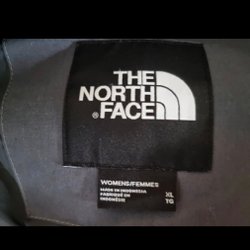 THE
NORTH
FACE
®
WOMENS/FEMMES
MADE IN INDONESIA
FABRIQUÉ EN
INDONÉSIE
XL
TG